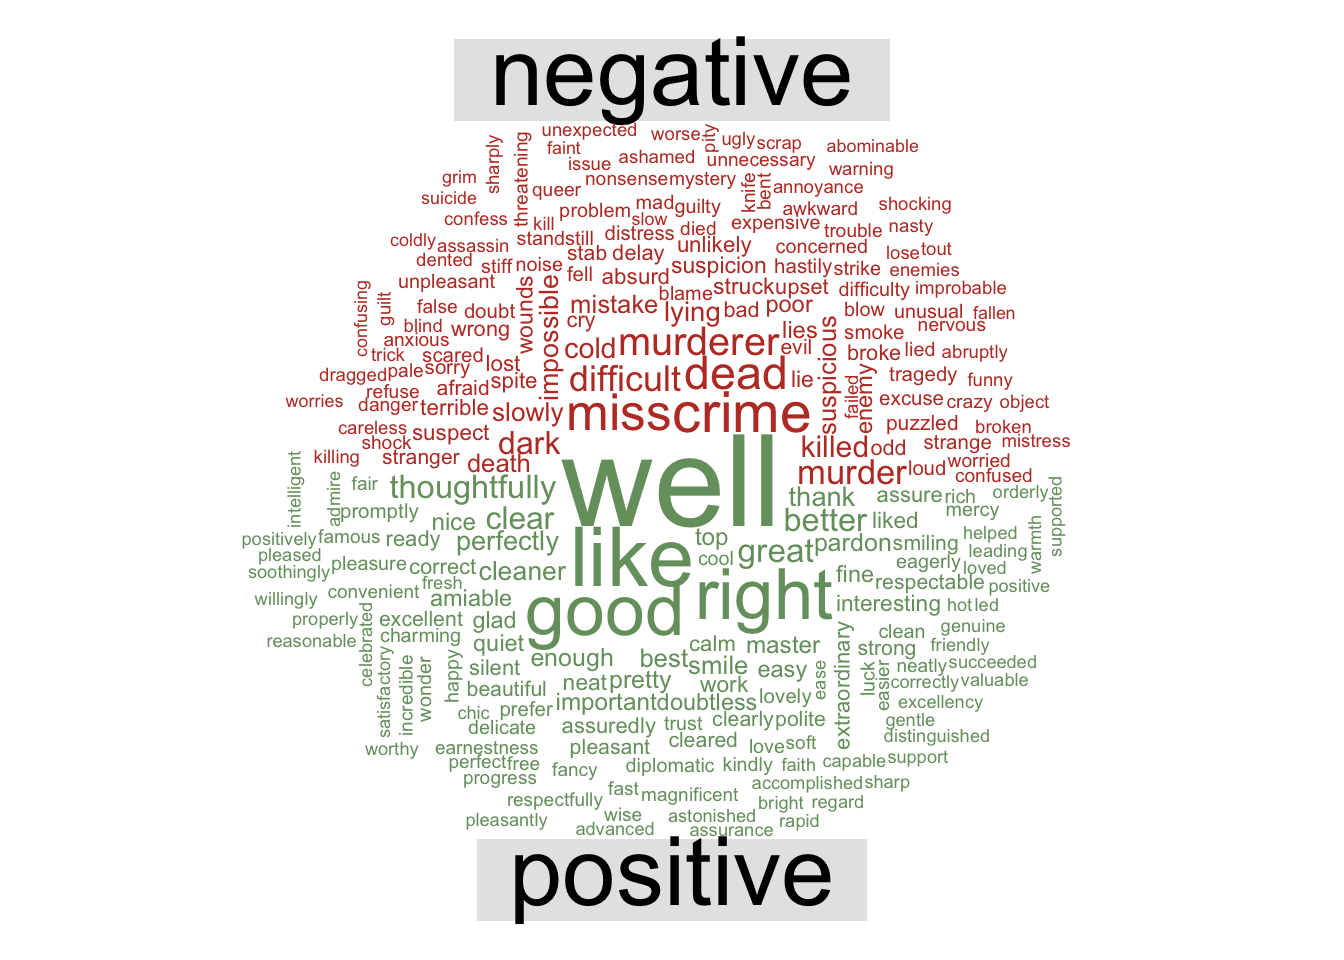 negative
unexpected worse pity ugly scrap abominable
sharply threatening faint issue ashamed unnecessary warning
grim queer nonsense mystery knife bent annoyance
suicide mad guilty awkward shocking
confess kill problem slow expensive trouble nasty
coldly assassin standstill distress died unlikely concerned lose tout
dented stiff noise stab delay suspicion hastily strike enemies
unpleasant fell absurd blame struck upset difficulty improbable
confusing guilt false doubt wounds impossible mistake lying bad poor blow unusual fallen
blind wrong cry lies suspicious smoke nervous
anxious cold murderer evil broke lied abruptly
trick scared lost
dragged pale sorry spite difficult dead lie failed enemy tragedy funny
worries refuse afraid excuse crazy object
danger terrible slowly miss crime puzzled broken
careless suspect dark killed odd strange mistress
shock
killing stranger death murder loud worried
confused
well
intelligent admire fair thoughtfully thank assure rich orderly supported
promptly nice clear better liked mercy
positively famous ready perfectly like top great pardon smiling helped warmth
pleased cool leading
soothingly pleasure correct cleaner eagerly loved
willingly convenient fresh amiable good right fine respectable positive
properly excellent glad interesting hot led
reasonable celebrated charming quiet calm master extraordinary clean genuine
strong friendly
satisfactory incredible wonder happy silent enough best smile easy ease luck easier neatly succeeded
beautiful neat pretty work lovely correctly valuable
chic prefer important doubtless excellency
delicate assuredly trust clearly polite gentle
worthy earnestness pleasant cleared love soft distinguished
perfect free fancy diplomatic kindly faith capable support
progress fast magnificent accomplished sharp
respectfully wise bright regard
pleasantly advanced astonished assurance rapid
positive